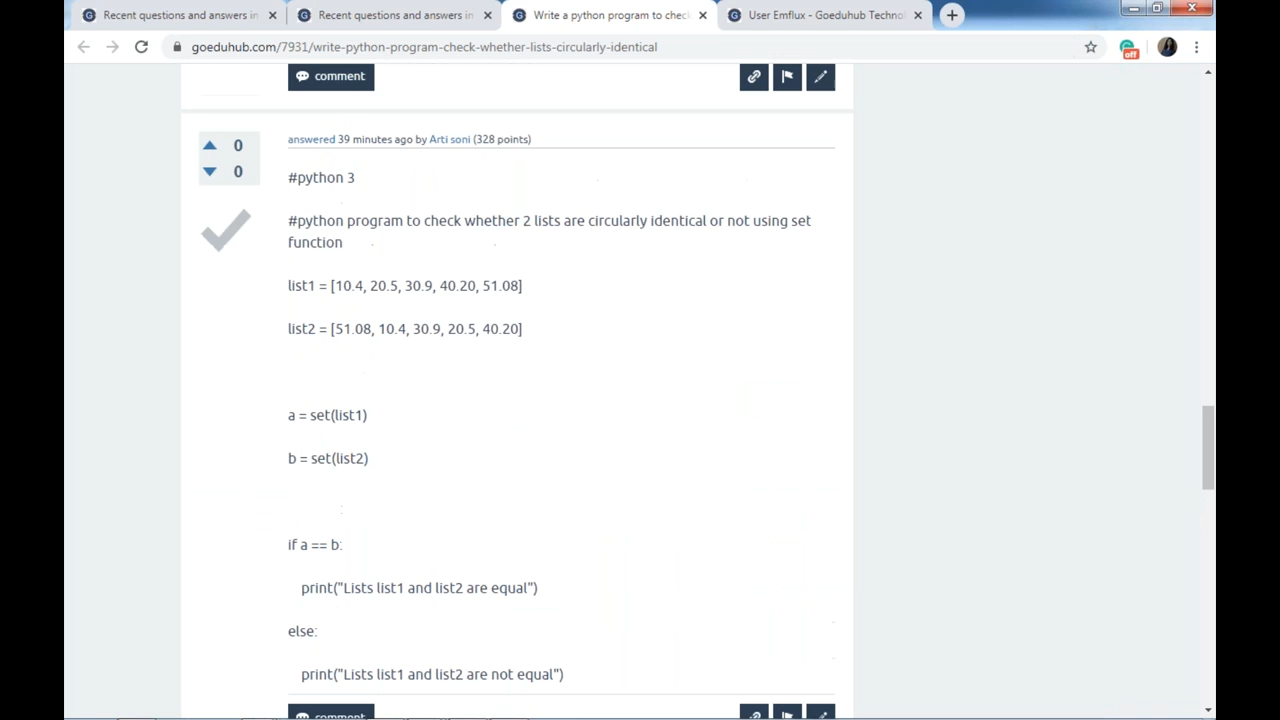 Recent questions and answers in
Recent questions and answers in
Write a python program to chec
User Emflux - Goeduhub Techno
goeduhub.com/7931/write-python-program-check-whether-lists-circularly-identical
off
comment
0
0
answered 39 minutes ago by Arti soni (328 points)
#python 3
#python program to check whether 2 lists are circularly identical or not using set
function
list1 = [10.4, 20.5, 30.9, 40.20, 51.08]
list2 = [51.08, 10.4, 30.9, 20.5, 40.20]
a = set(list1)
b = set(list2)
if a == b:
print("Lists list1 and list2 are equal")
else:
print("Lists list1 and list2 are not equal")
comment